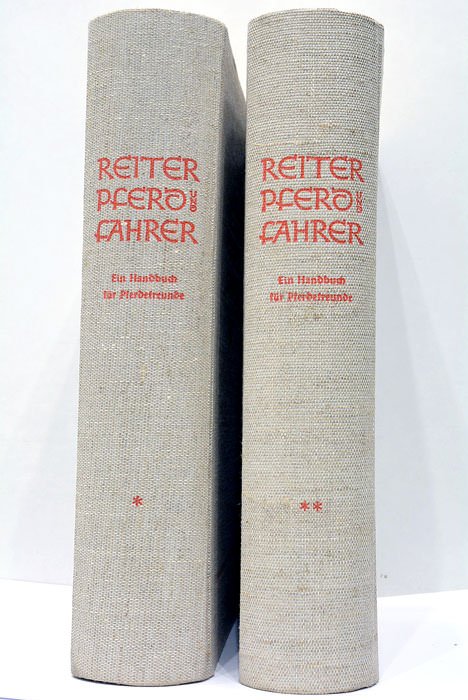 REITER
PFERD UND
FAHRER
Ein Handbuch
für Pferdefreunde
*
REITER
PFERD UND
FAHRER
Ein Handbuch
für Pferdefreunde
**